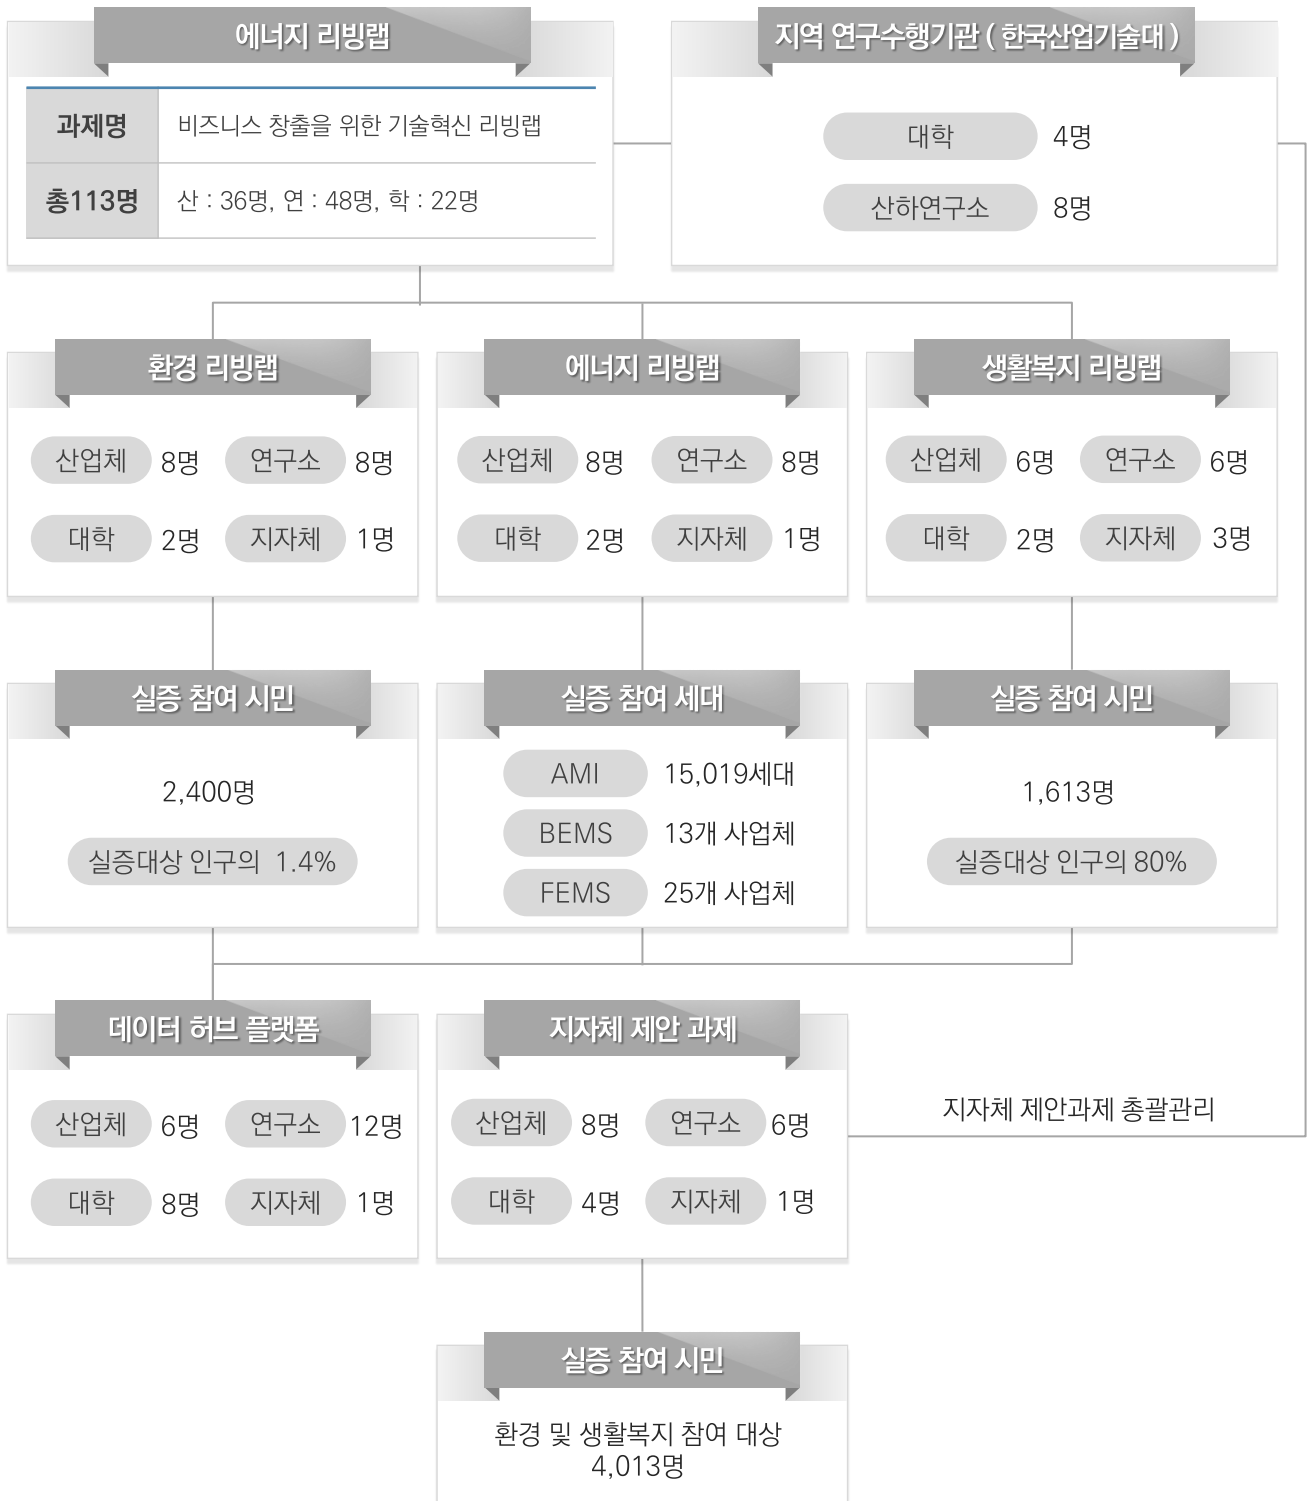 에너지 리빙랩
과제명 비즈니스 창출을 위한 기술혁신 리빙랩
총113명 산 : 36명, 연 : 48명, 학 : 22명
지역 연구수행기관 ( 한국산업기술대 )
대학 4명
산하연구소 8명
환경 리빙랩
산업체 8명 연구소 8명
대학 2명 지자체 1명
에너지 리빙랩
산업체 8명 연구소 8명
대학 2명 지자체 1명
생활복지 리빙랩
산업체 6명 연구소 6명
대학 2명 지자체 3명
실증 참여 시민
2,400명
실증대상 인구의 1.4%
실증 참여 세대
AMI 15,019세대
BEMS 13개 사업체
FEMS 25개 사업체
실증 참여 시민
1,613명
실증대상 인구의 80%
데이터 허브 플랫폼
산업체 6명 연구소 12명
대학 8명 지자체 1명
지자체 제안 과제
산업체 8명 연구소 6명
대학 4명 지자체 1명
지자체 제안과제 총괄관리
실증 참여 시민
환경 및 생활복지 참여 대상
4,013명